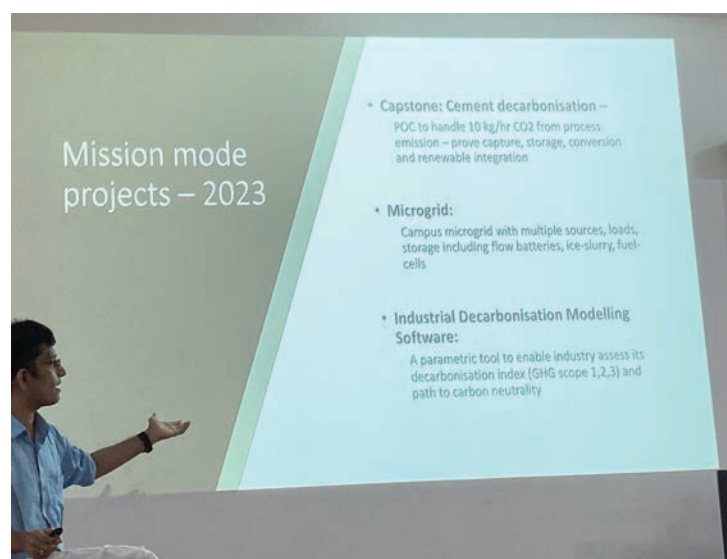 Mission mode
projects – 2023
• Capstone: Cement decarbonisation –
POC to handle 10 kg/hr CO2 from process
emission – prove capture, storage, conversion
and renewable integration
• Microgrid:
Campus microgrid with multiple sources, loads,
storage including flow batteries, ice-slurry, fuel-
cells
• Industrial Decarbonisation Modelling
Software:
A parametric tool to enable industry assess its
decarbonisation index (GHG scope 1,2,3) and
path to carbon neutrality